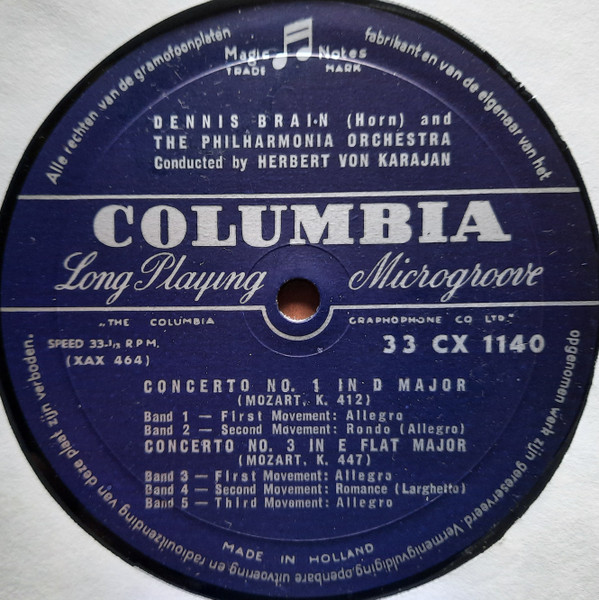 Alle rechten van de gramofoonplaten
fabrikant en van de eigenaar van het
Magic Notes
TRADE MARK
DENNIS BRAIN (Horn) and
THE PHILHARMONIA ORCHESTRA
Conducted by HERBERT VON KARAJAN
COLUMBIA
Long Playing Microgroove
„THE COLUMBIA GRAPHOPHONE CO LTD."
SPEED 33-1/3 R.P.M.
(XAX 464)
33 CX 1140
CONCERTO NO. 1 IN D MAJOR
(MOZART, K. 412)
Band 1 — First Movement: Allegro
Band 2 — Second Movement: Rondo (Allegro)
CONCERTO NO. 3 IN E FLAT MAJOR
(MOZART, K. 447)
Band 3 — First Movement: Allegro
Band 4 — Second Movement: Romance (Larghetto)
Band 5 — Third Movement: Allegro
MADE IN HOLLAND
opgenomen werk zijn gereserveerd. Vermenigvuldiging, openbare uitvoering en radiouitzending van deze plaat zijn verboden.